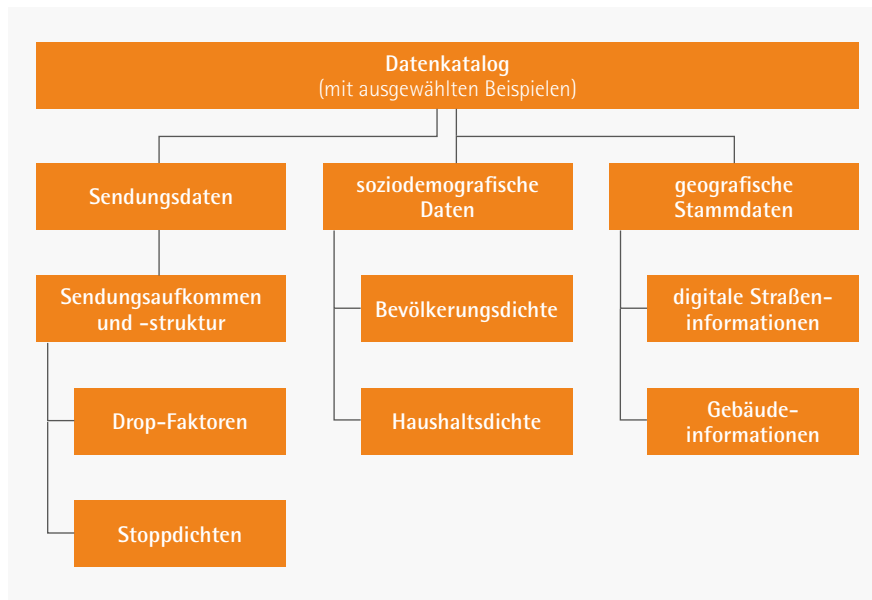 Datenkatalog
(mit ausgewählten Beispielen)
Sendungsdaten
soziodemografische
Daten
geografische
Stammdaten
Sendungsaufkommen
und -struktur
Bevölkerungsdichte
digitale Straßen-
informationen
Drop-Faktoren
Haushaltsdichte
Gebäude-
informationen
Stoppdichten